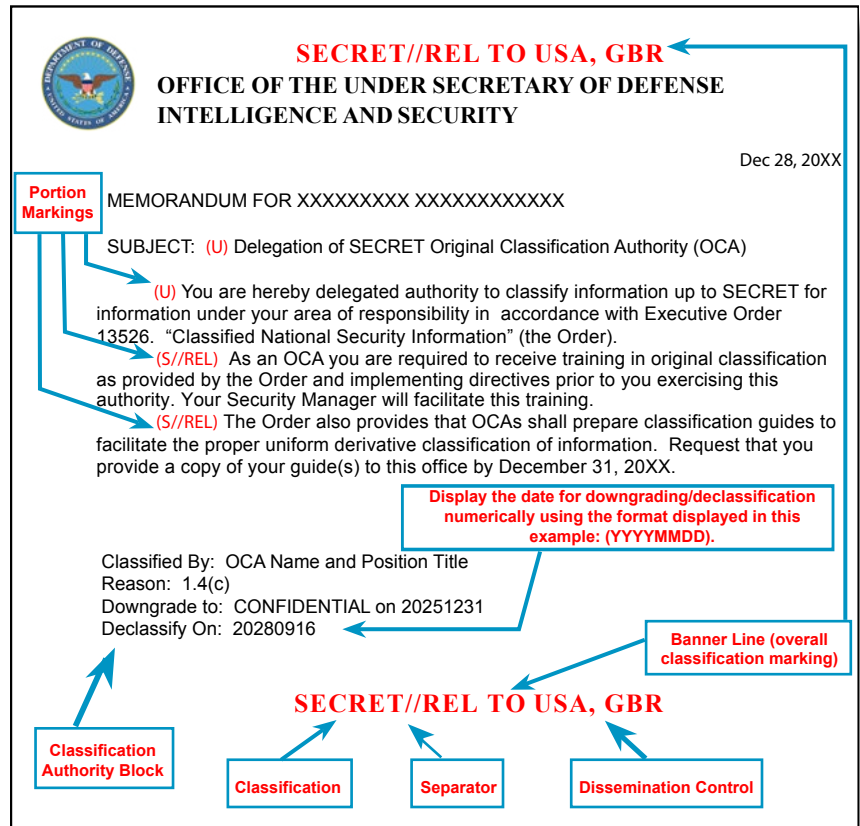 SECRET//REL TO USA, GBR
DEPARTMENT OF DEFENSE
UNITED STATES OF AMERICA
OFFICE OF THE UNDER SECRETARY OF DEFENSE
INTELLIGENCE AND SECURITY
Dec 28, 20XX
Portion
Markings
MEMORANDUM FOR XXXXXXXXX XXXXXXXXXXXX
SUBJECT: (U) Delegation of SECRET Original Classification Authority (OCA)
(U) You are hereby delegated authority to classify information up to SECRET for
information under your area of responsibility in accordance with Executive Order
13526. “Classified National Security Information” (the Order).
(S//REL) As an OCA you are required to receive training in original classification
as provided by the Order and implementing directives prior to you exercising this
authority. Your Security Manager will facilitate this training.
(S//REL) The Order also provides that OCAs shall prepare classification guides to
facilitate the proper uniform derivative classification of information. Request that you
provide a copy of your guide(s) to this office by December 31, 20XX.
Display the date for downgrading/declassification
numerically using the format displayed in this
example: (YYYYMMDD).
Classified By: OCA Name and Position Title
Reason: 1.4(c)
Downgrade to: CONFIDENTIAL on 20251231
Declassify On: 20280916
Banner Line (overall
classification marking)
SECRET//REL TO USA, GBR
Classification
Authority Block
Classification
Separator
Dissemination Control